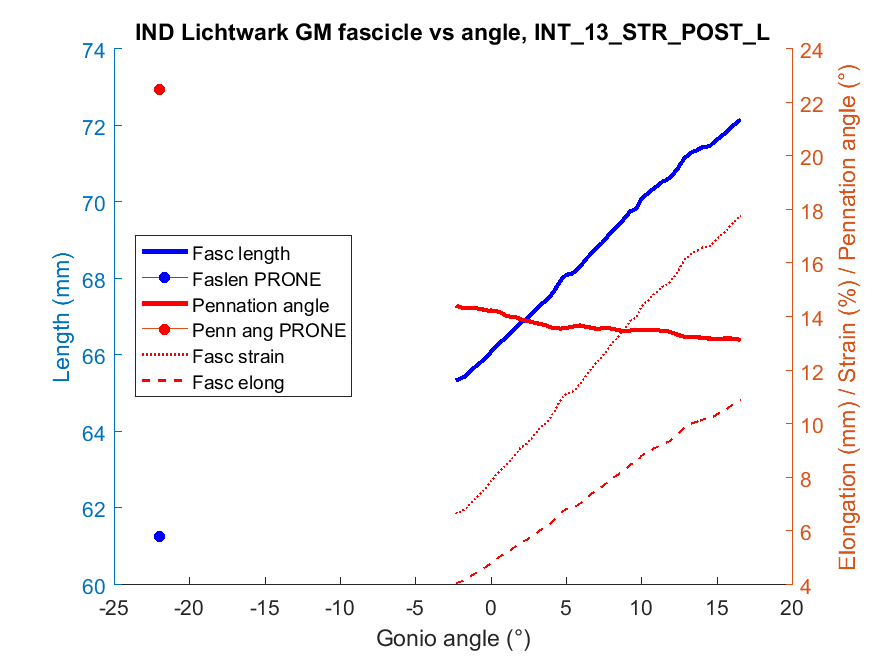 IND Lichtwark GM fascicle vs angle, INT_13_STR_POST_L
74
72
70
68
66
64
62
60
Length (mm)
24
22
20
18
16
14
12
10
8
6
4
Elongation (mm) / Strain (%) / Pennation angle (°)
Fasc length
Faslen PRONE
Pennation angle
Penn ang PRONE
Fasc strain
Fasc elong
-25 -20 -15 -10 -5 0 5 10 15 20
Gonio angle (°)